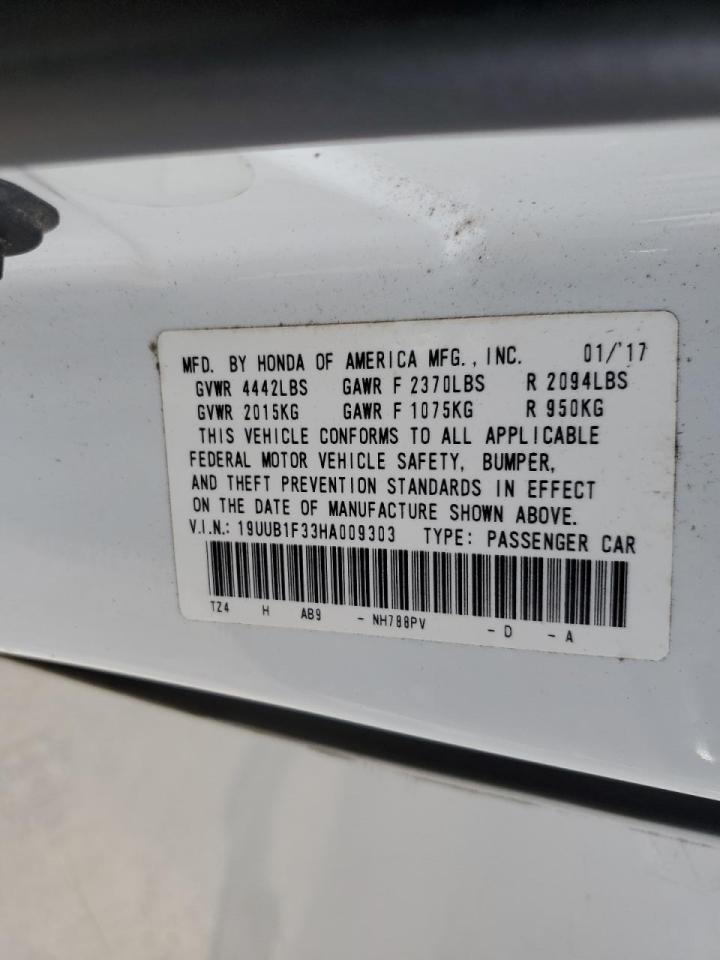 MFD. BY HONDA OF AMERICA MFG., INC. 01/'17
GVWR 4442LBS GAWR F 2370LBS R 2094LBS
GVWR 2015KG GAWR F 1075KG R 950KG
THIS VEHICLE CONFORMS TO ALL APPLICABLE
FEDERAL MOTOR VEHICLE SAFETY, BUMPER,
AND THEFT PREVENTION STANDARDS IN EFFECT
ON THE DATE OF MANUFACTURE SHOWN ABOVE.
V.I.N.: 19UUB1F33HA009303 TYPE: PASSENGER CAR
TZ4 H AB9 - NH788PV - D - A